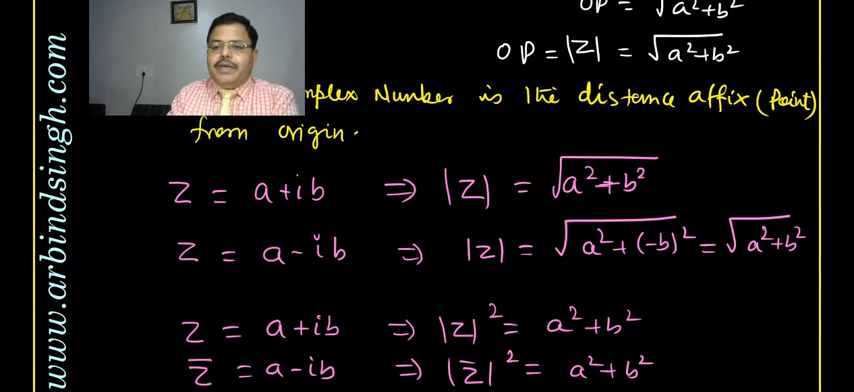 OP = √a²+b²
OP = |Z| = √a²+b²
Number is the distance affix (Point)
from origin.
Z = a+ib ⇒ |Z| = √a²+b²
Z = a-ib ⇒ |Z| = √a²+(-b)² = √a²+b²
Z = a+ib ⇒ |Z|² = a²+b²
Z̅ = a-ib ⇒ |Z̅|² = a²+b²
www.arbindsingh.com